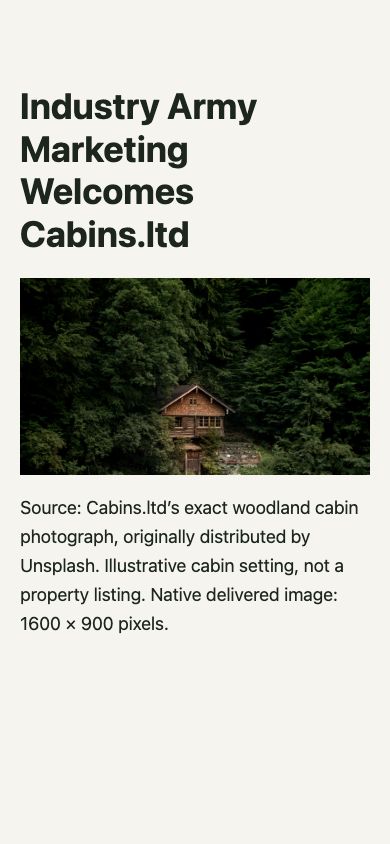 Industry Army
Marketing
Welcomes
Cabins.ltd
Source: Cabins.ltd’s exact woodland cabin
photograph, originally distributed by
Unsplash. Illustrative cabin setting, not a
property listing. Native delivered image:
1600 × 900 pixels.